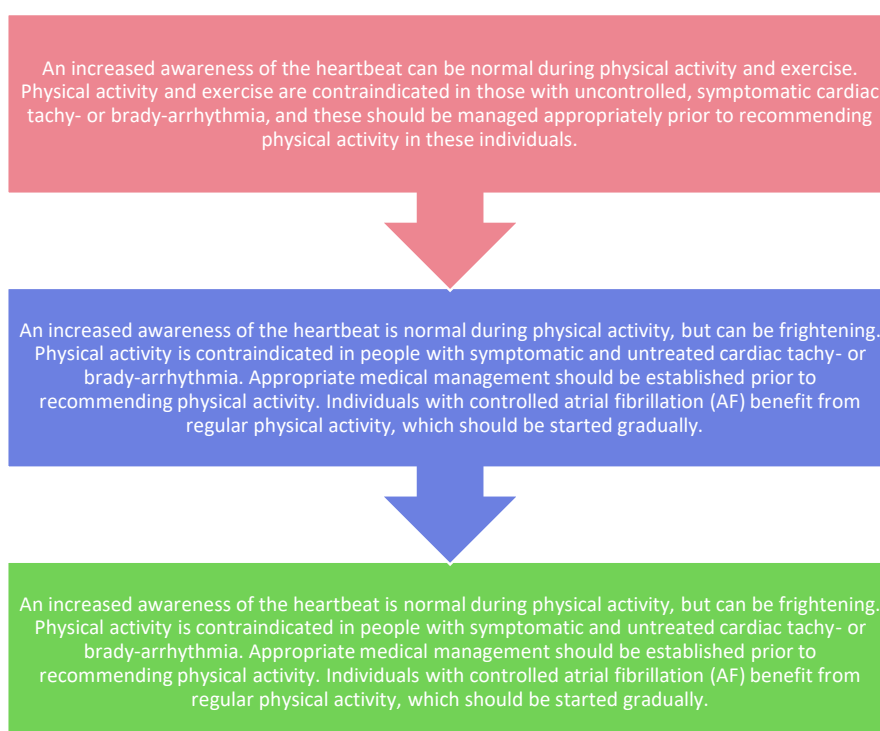 An increased awareness of the heartbeat can be normal during physical activity and exercise.
Physical activity and exercise are contraindicated in those with uncontrolled, symptomatic cardiac
tachy- or brady-arrhythmia, and these should be managed appropriately prior to recommending
physical activity in these individuals.
An increased awareness of the heartbeat is normal during physical activity, but can be frightening.
Physical activity is contraindicated in people with symptomatic and untreated cardiac tachy- or
brady-arrhythmia. Appropriate medical management should be established prior to
recommending physical activity. Individuals with controlled atrial fibrillation (AF) benefit from
regular physical activity, which should be started gradually.
An increased awareness of the heartbeat is normal during physical activity, but can be frightening.
Physical activity is contraindicated in people with symptomatic and untreated cardiac tachy- or
brady-arrhythmia. Appropriate medical management should be established prior to
recommending physical activity. Individuals with controlled atrial fibrillation (AF) benefit from
regular physical activity, which should be started gradually.